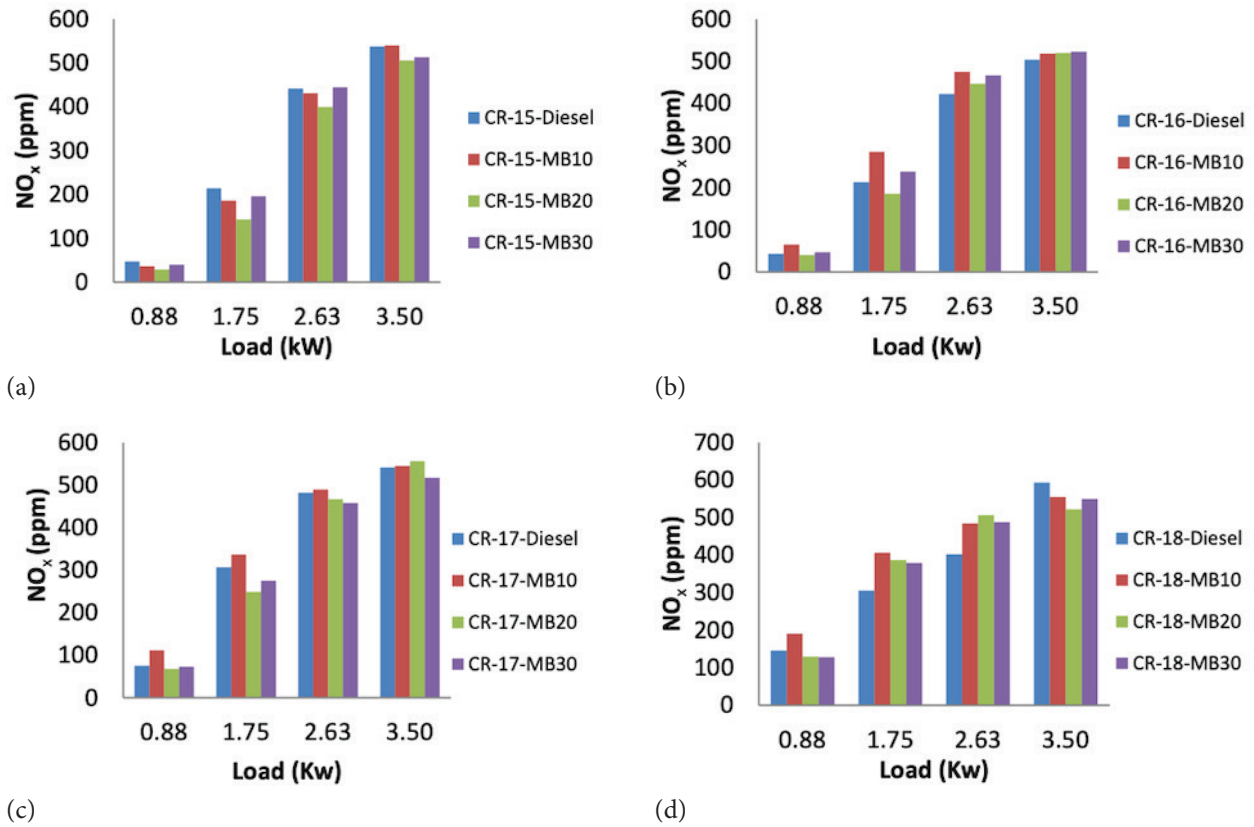 600
500
400
300
200
100
0
NOx (ppm)
0.88 1.75 2.63 3.50
Load (kW)
CR-15-Diesel
CR-15-MB10
CR-15-MB20
CR-15-MB30
(a)
600
500
400
300
200
100
0
NOx (ppm)
0.88 1.75 2.63 3.50
Load (Kw)
CR-16-Diesel
CR-16-MB10
CR-16-MB20
CR-16-MB30
(b)
600
500
400
300
200
100
0
NOx (ppm)
0.88 1.75 2.63 3.50
Load (Kw)
CR-17-Diesel
CR-17-MB10
CR-17-MB20
CR-17-MB30
(c)
700
600
500
400
300
200
100
0
NOx (ppm)
0.88 1.75 2.63 3.50
Load (Kw)
CR-18-Diesel
CR-18-MB10
CR-18-MB20
CR-18-MB30
(d)